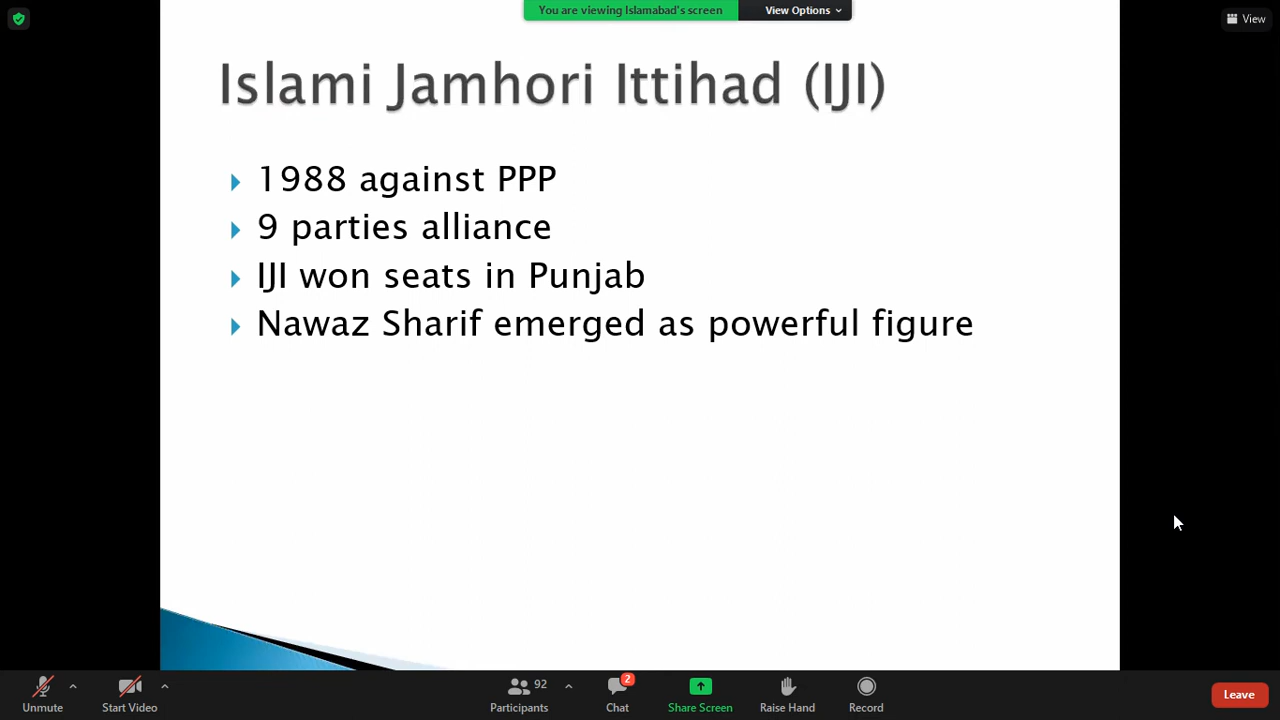 You are viewing Islamabad's screen View Options
View
Islami Jamhori Ittihad (IJI)
1988 against PPP
9 parties alliance
IJI won seats in Punjab
Nawaz Sharif emerged as powerful figure
92
2
Unmute
Start Video
Participants
Chat
Share Screen
Raise Hand
Record
Leave